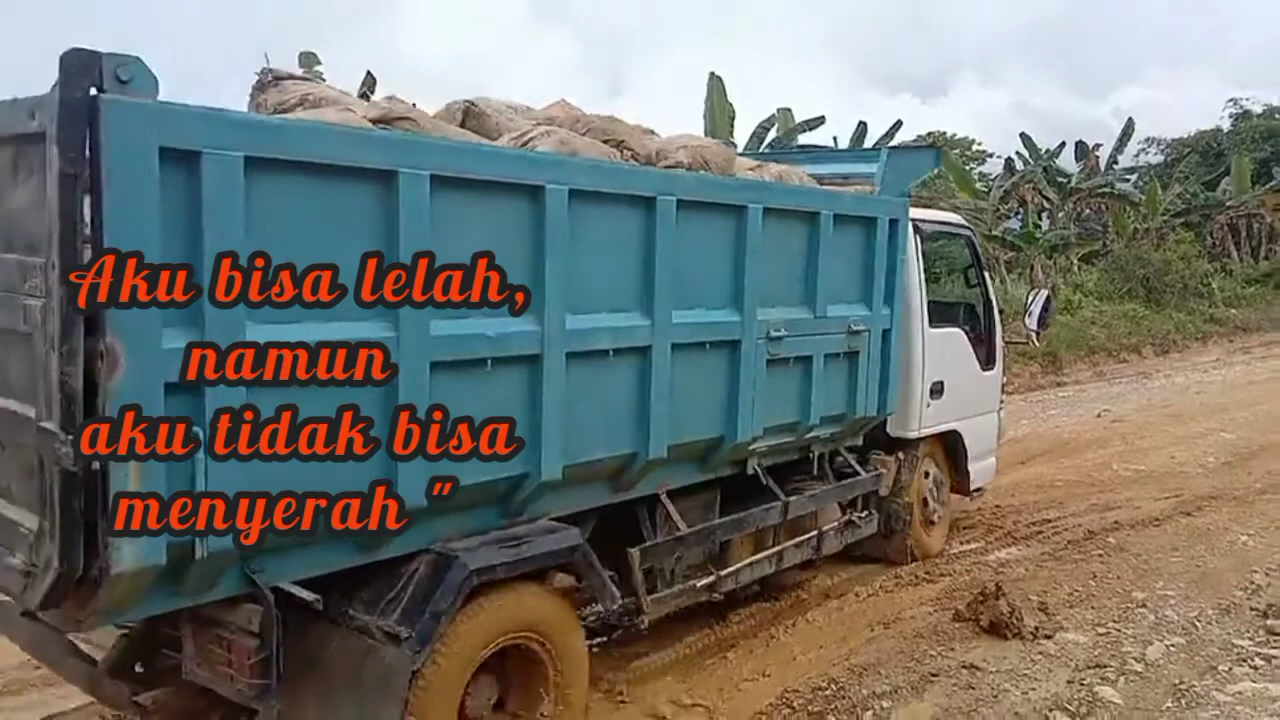 Aku bisa lelah,
namun
aku tidak bisa
menyerah "